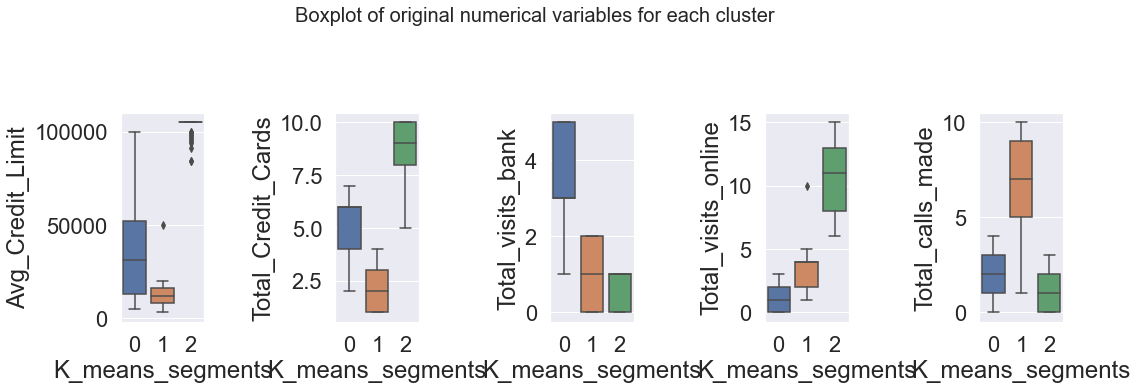 Boxplot of original numerical variables for each cluster
Avg_Credit_Limit
100000
50000
0
0 1 2
K_means_segments
Total_Credit_Cards
10.0
7.5
5.0
2.5
0 1 2
K_means_segments
Total_visits_bank
4
2
0
0 1 2
K_means_segments
Total_visits_online
15
10
5
0
0 1 2
K_means_segments
Total_calls_made
10
5
0
0 1 2
K_means_segments